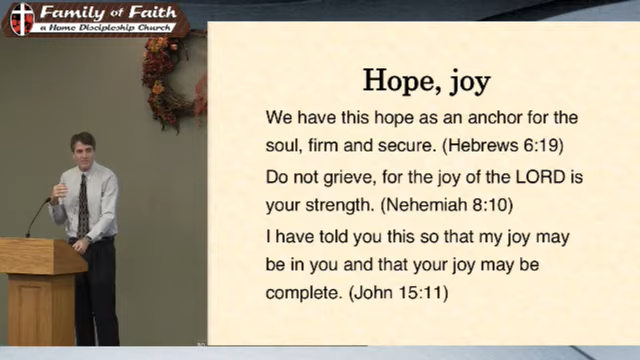 Family of Faith
a Home Discipleship Church
Hope, joy
We have this hope as an anchor for the
soul, firm and secure. (Hebrews 6:19)
Do not grieve, for the joy of the LORD is
your strength. (Nehemiah 8:10)
I have told you this so that my joy may
be in you and that your joy may be
complete. (John 15:11)